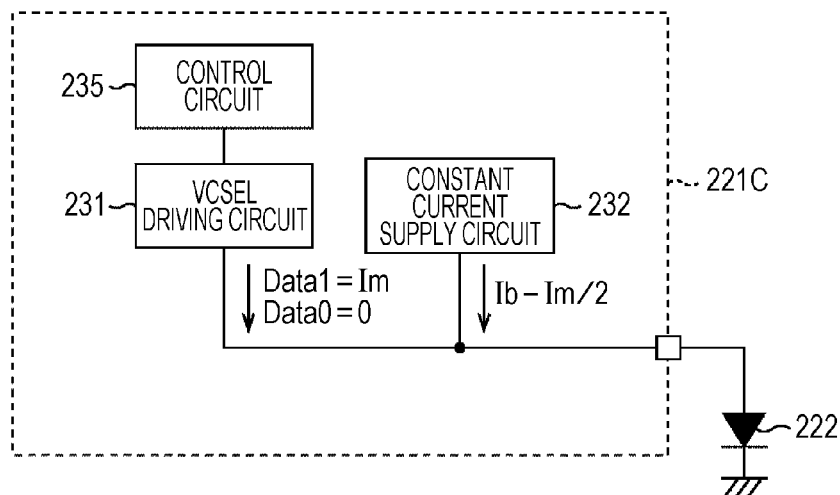 235
CONTROL
CIRCUIT
231
VCSEL
DRIVING CIRCUIT
CONSTANT
CURRENT
SUPPLY CIRCUIT
232
221C
Data1 = Im
Data0 = 0
Ib – Im/2
222